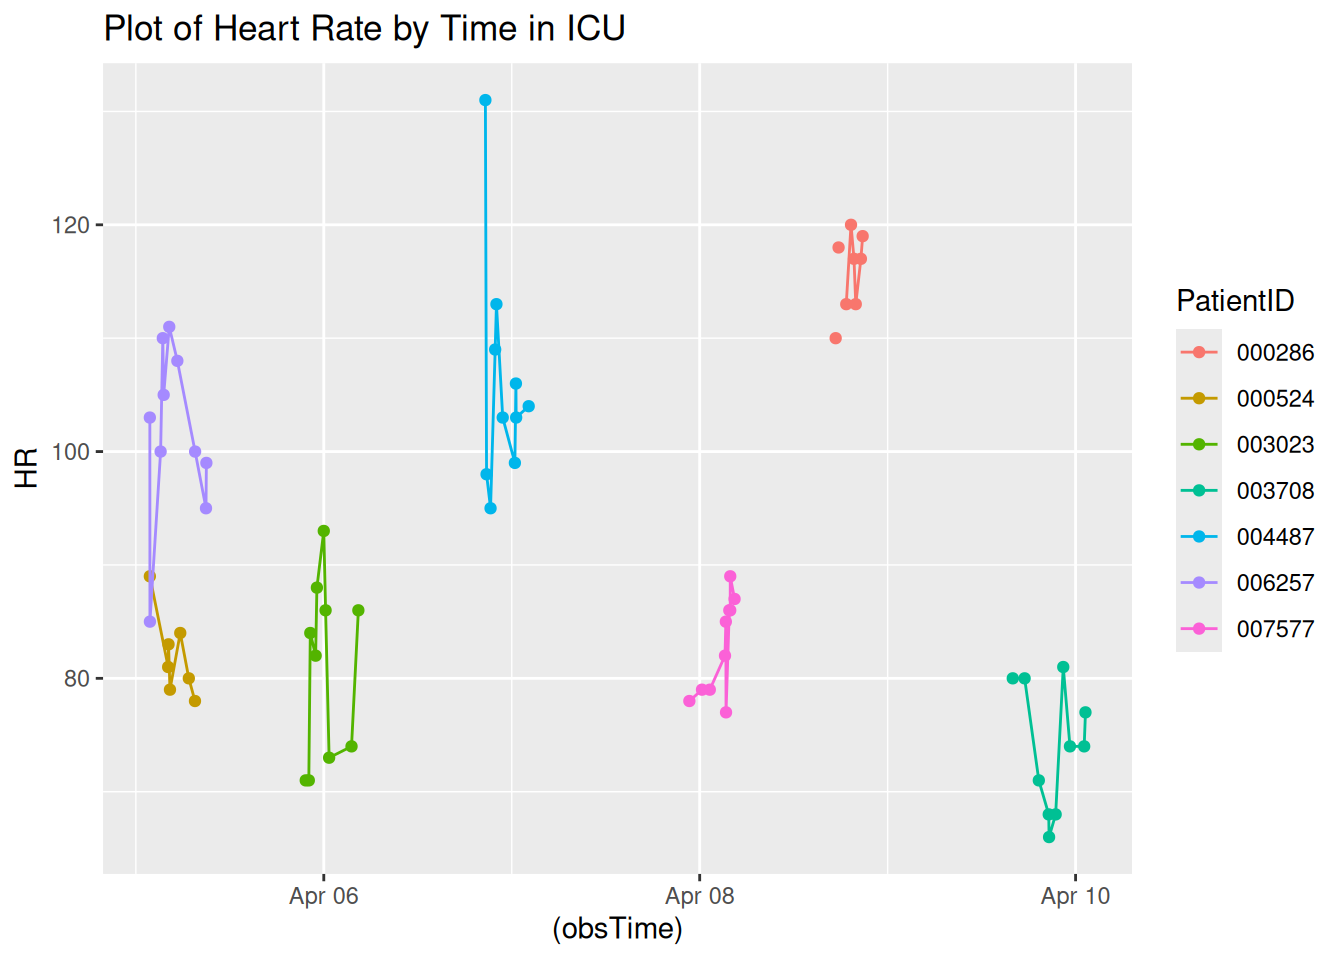 Plot of Heart Rate by Time in ICU
120
100
80
HR
Apr 06
Apr 08
Apr 10
(obsTime)
PatientID
000286
000524
003023
003708
004487
006257
007577